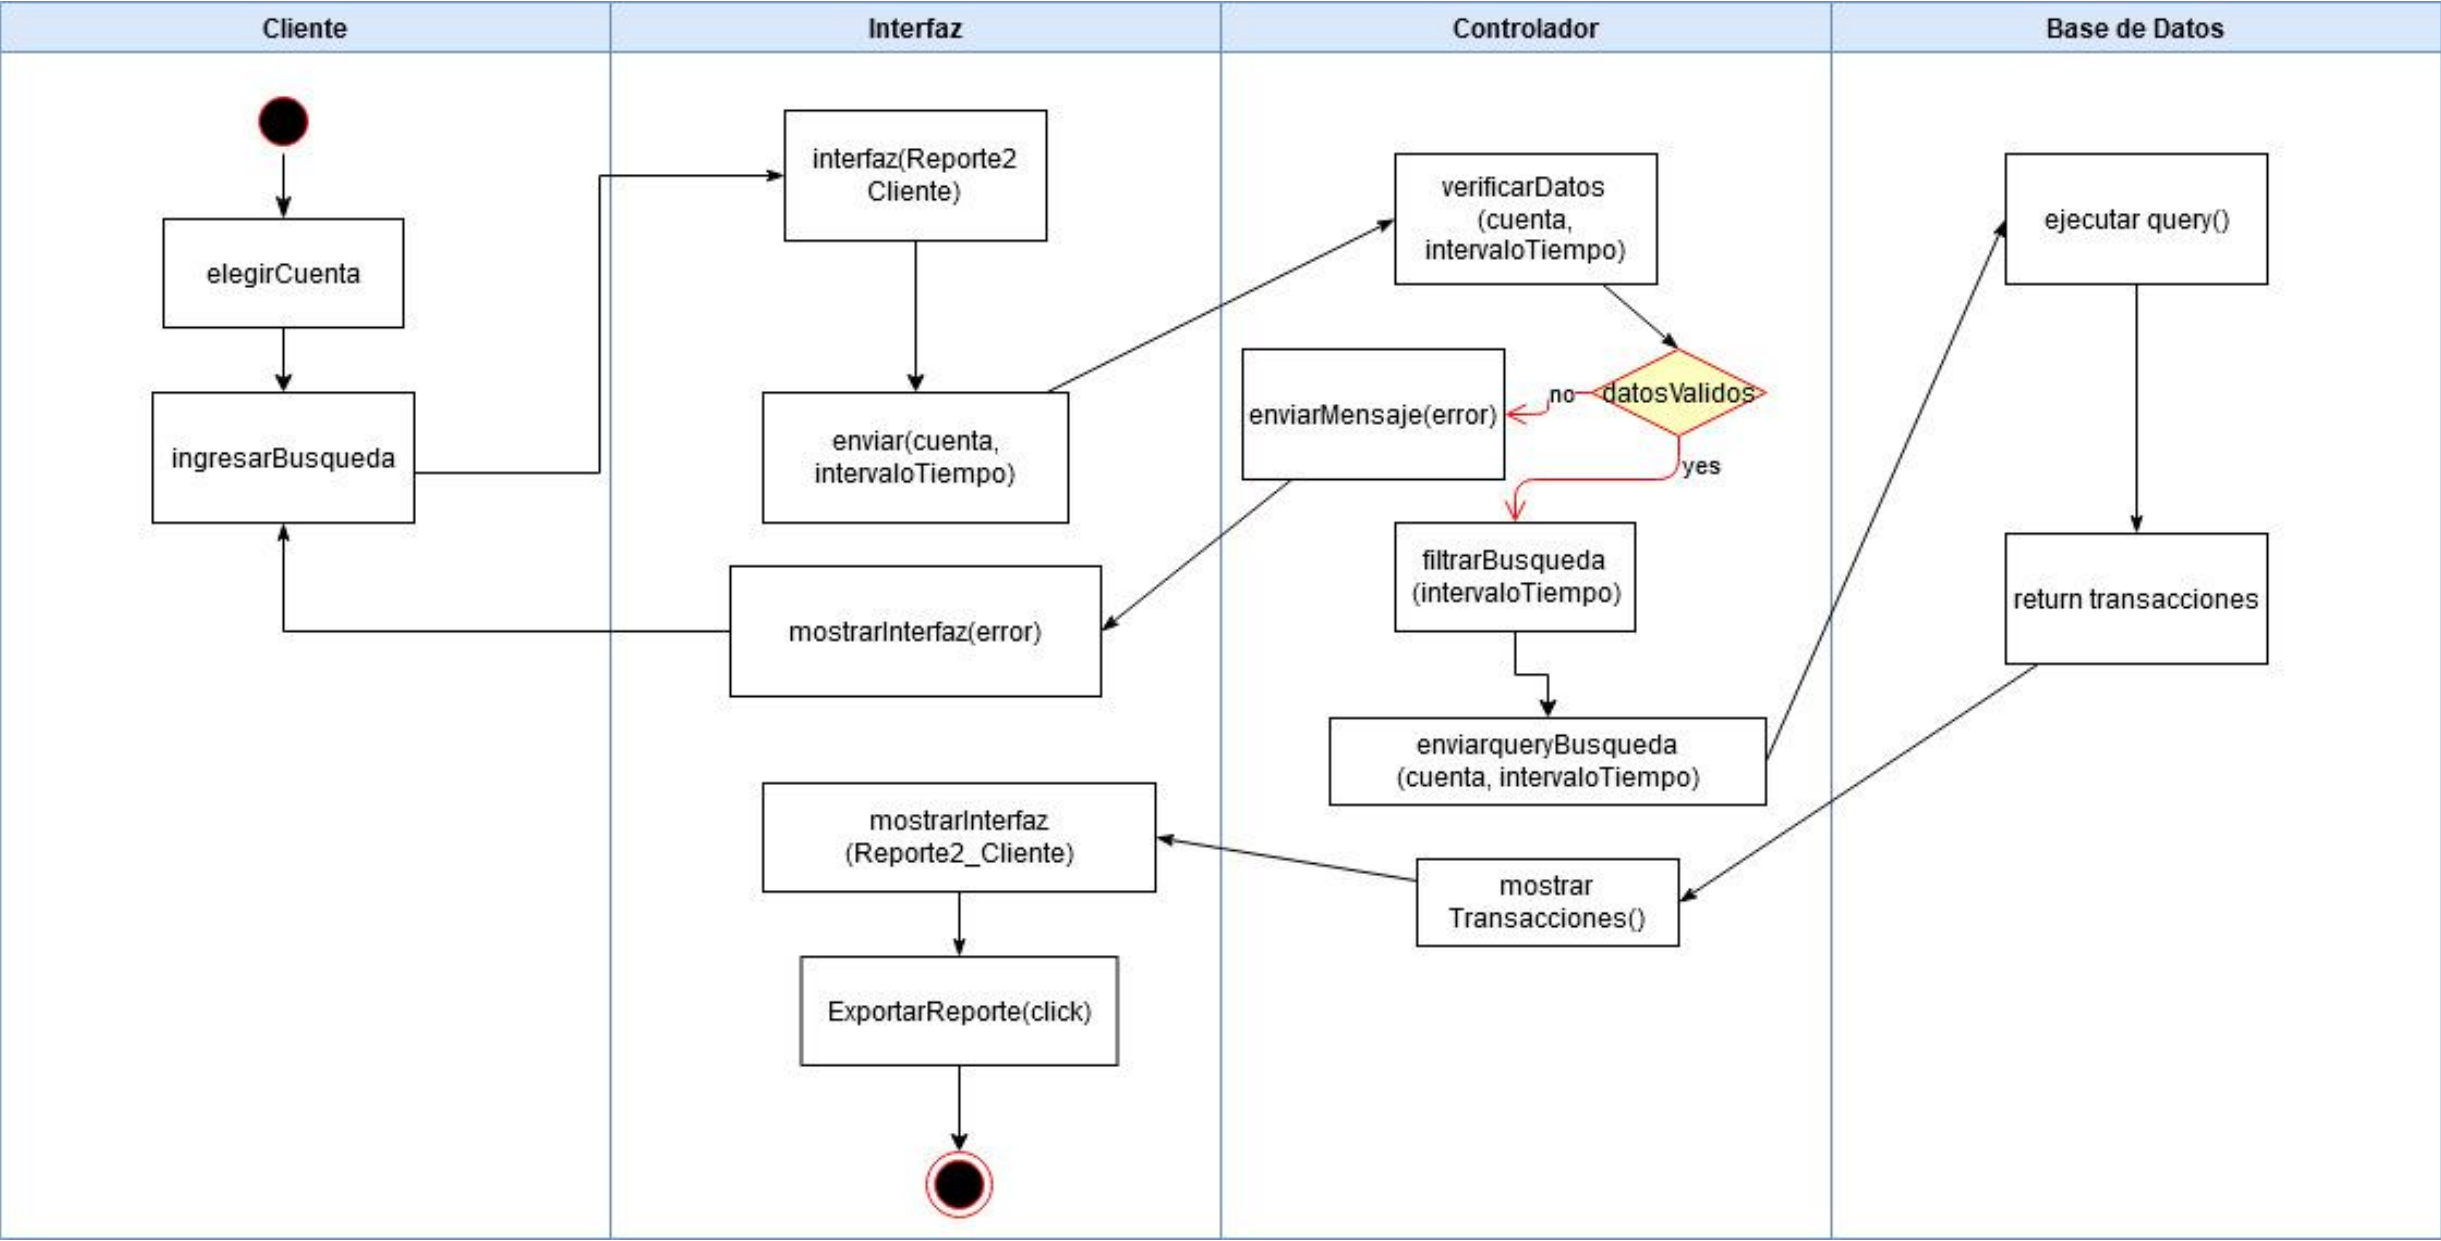 Cliente
Interfaz
Controlador
Base de Datos
elegirCuenta
ingresarBusqueda
interfaz(Reporte2
Cliente)
enviar(cuenta,
intervaloTiempo)
mostrarInterfaz(error)
mostrarInterfaz
(Reporte2_Cliente)
ExportarReporte(click)
verificarDatos
(cuenta,
intervaloTiempo)
datosValidos
no
enviarMensaje(error)
yes
filtrarBusqueda
(intervaloTiempo)
enviarqueryBusqueda
(cuenta, intervaloTiempo)
mostrar
Transacciones()
ejecutar query()
return transacciones